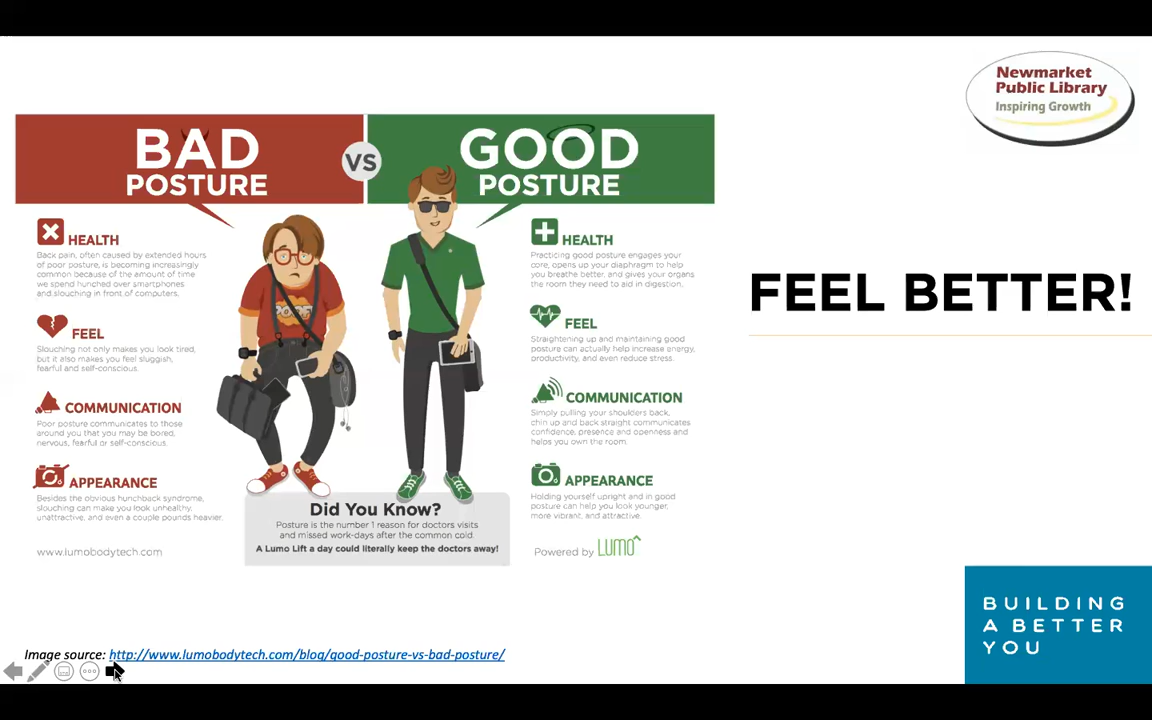 Newmarket
Public Library
Inspiring Growth
BAD
POSTURE
VS
GOOD
POSTURE
HEALTH
Back pain, often caused by extended hours
of poor posture, is becoming increasingly
common because of the amount of time
we spend hunched over smartphones
and slouching in front of computers.
FEEL
Slouching not only makes you look tired,
but it also makes you feel sluggish,
fearful and self-conscious.
COMMUNICATION
Poor posture communicates to those
around you that you may be bored,
nervous, fearful or self-conscious.
APPEARANCE
Besides the obvious hunchback syndrome,
slouching can make you look unhealthy,
unattractive, and even a couple pounds heavier.
www.lumobodytech.com
HEALTH
Practicing good posture engages your
core, opens up your diaphragm to help
you breathe better, and gives your organs
the room they need to aid in digestion.
FEEL
Straightening up and maintaining good
posture can actually help increase energy,
productivity, and even reduce stress.
COMMUNICATION
Simply pulling your shoulders back,
chin up and back straight communicates
confidence, presence and openness and
helps you own the room.
APPEARANCE
Holding yourself upright and in good
posture can help you look younger,
more vibrant, and attractive.
Powered by LUMO
Did You Know?
Posture is the number 1 reason for doctors visits
and missed work-days after the common cold
A Lumo Lift a day could literally keep the doctors away!
FEEL BETTER!
Image source: http://www.lumobodytech.com/blog/good-posture-vs-bad-posture/
BUILDING
A BETTER
YOU